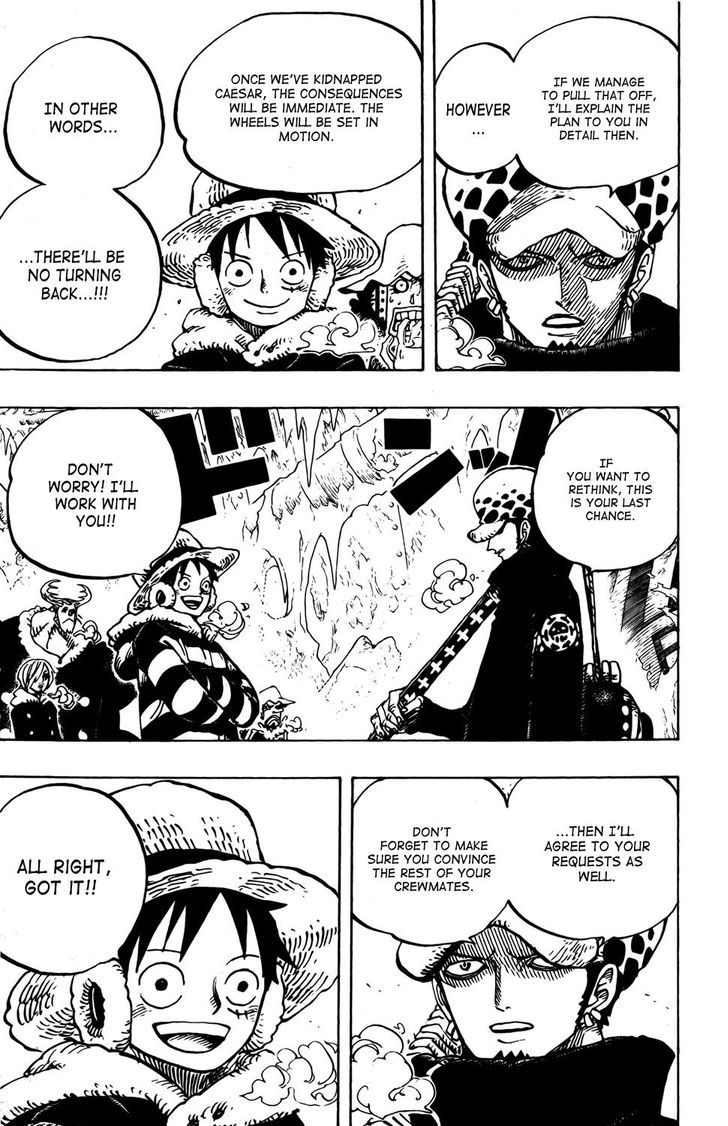 IF WE MANAGE
TO PULL THAT OFF,
I'LL EXPLAIN THE
PLAN TO YOU IN
DETAIL THEN.
HOWEVER
...
ONCE WE'VE KIDNAPPED
CAESAR, THE CONSEQUENCES
WILL BE IMMEDIATE. THE
WHEELS WILL BE SET IN
MOTION.
IN OTHER
WORDS...
...THERE'LL BE
NO TURNING
BACK...!!!
IF
YOU WANT TO
RETHINK, THIS
IS YOUR LAST
CHANCE.
DON'T
WORRY! I'LL
WORK WITH
YOU!!
...THEN I'LL
AGREE TO YOUR
REQUESTS AS
WELL.
DON'T
FORGET TO MAKE
SURE YOU CONVINCE
THE REST OF YOUR
CREWMATES.
ALL RIGHT,
GOT IT!!